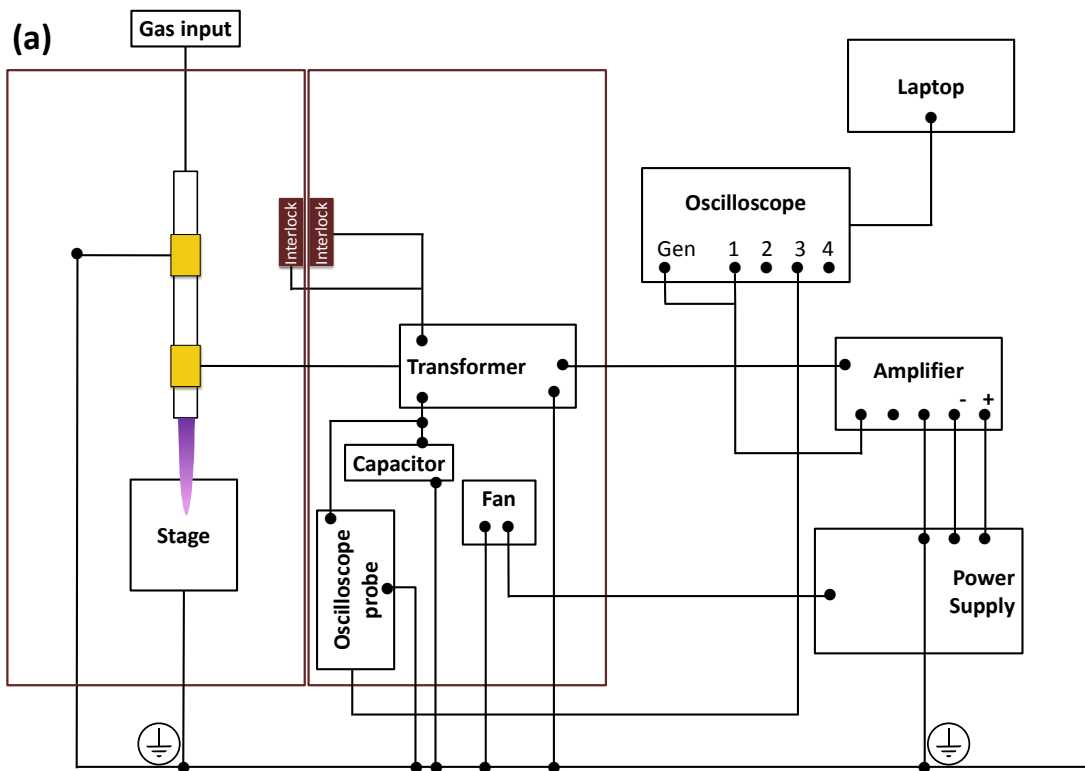 (a)
Gas input
Laptop
Oscilloscope
Gen 1 2 3 4
Interlock
Interlock
Transformer
Amplifier
- +
Capacitor
Fan
Stage
Oscilloscope
probe
Power
Supply